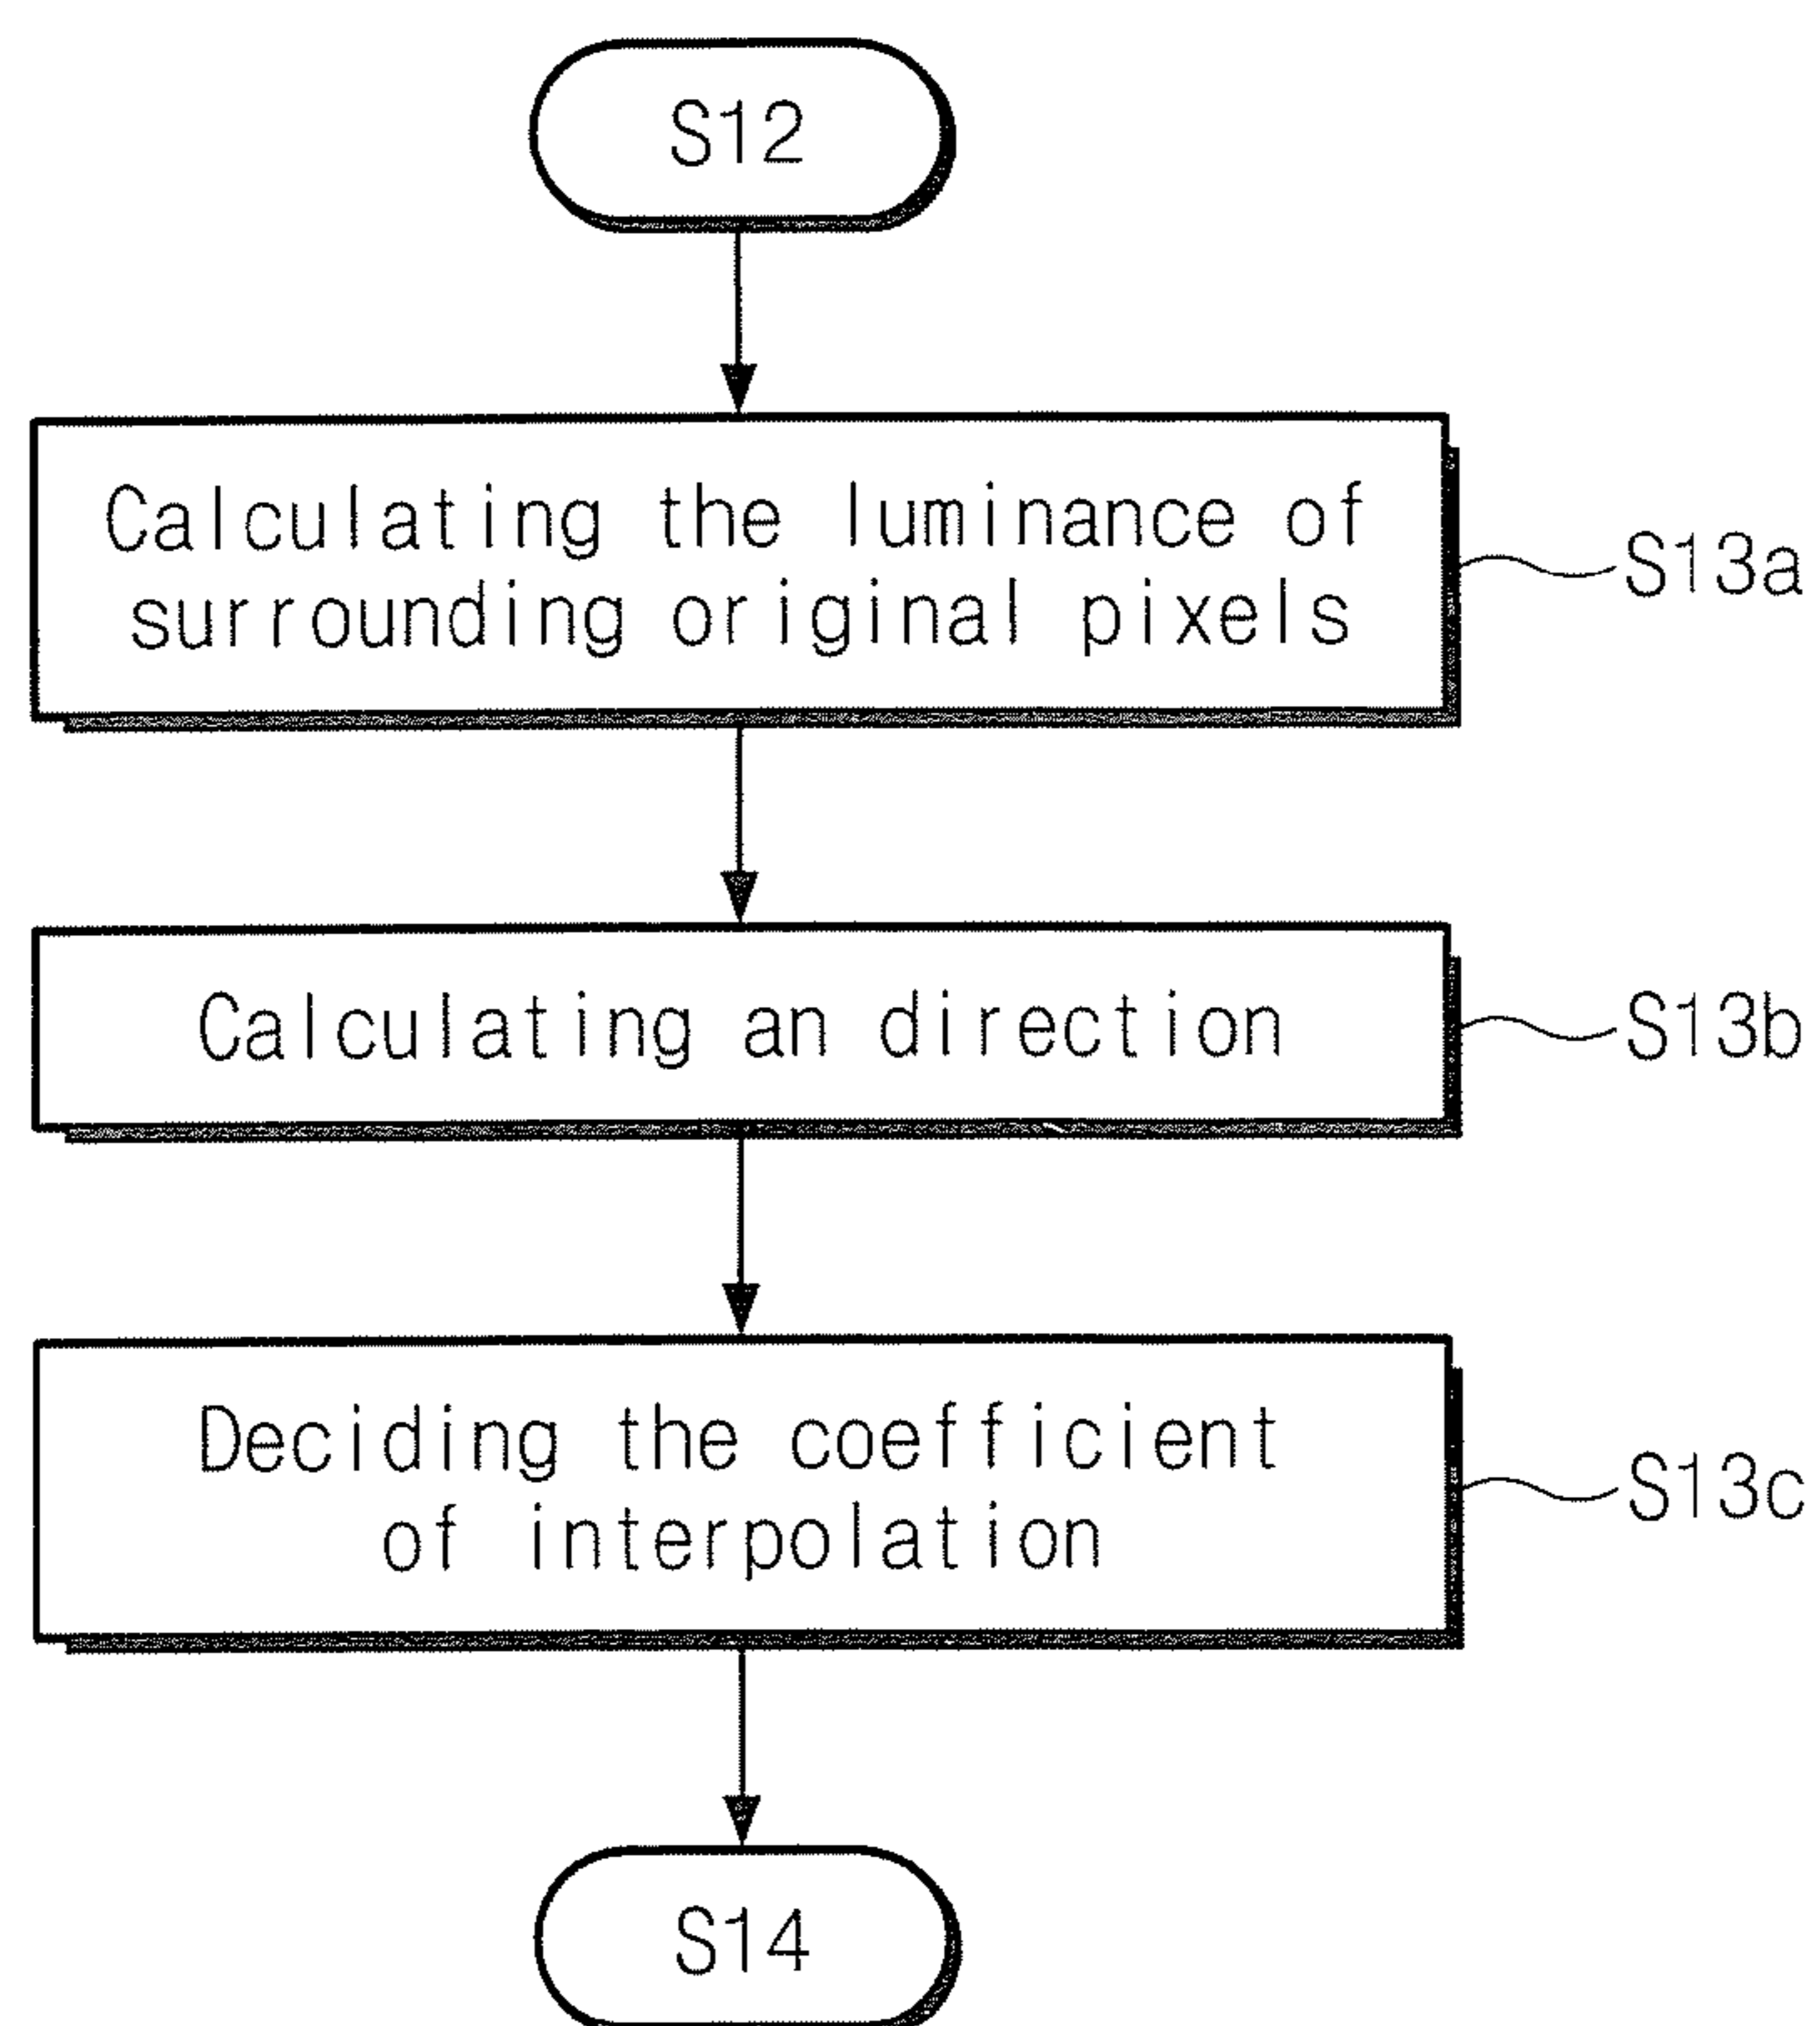 S12
Calculating the luminance of
surrounding original pixels
S13a
Calculating an direction
S13b
Deciding the coefficient
of interpolation
S13c
S14